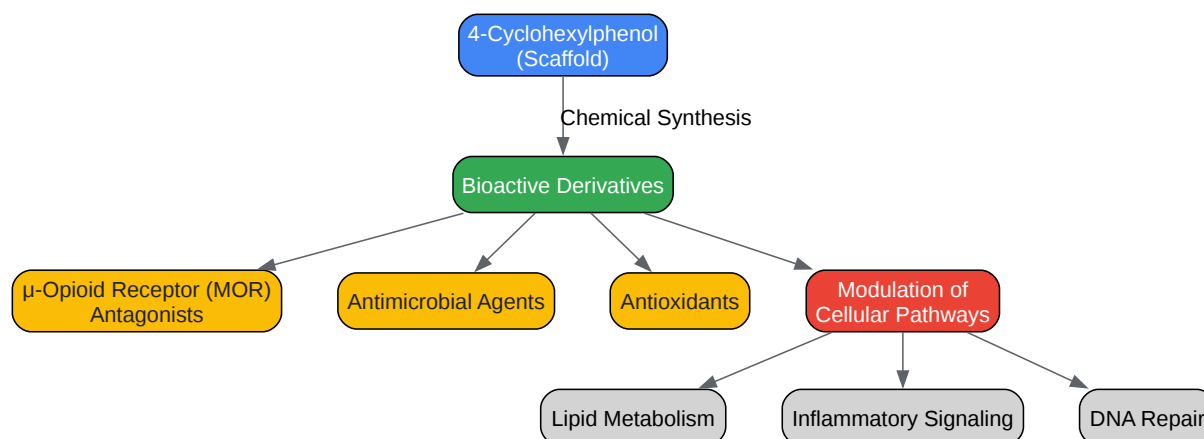 4-Cyclohexylphenol
(Scaffold)
Chemical Synthesis
Bioactive Derivatives
μ-Opioid Receptor (MOR)
Antagonists
Antimicrobial Agents
Antioxidants
Modulation of
Cellular Pathways
Lipid Metabolism
Inflammatory Signaling
DNA Repair